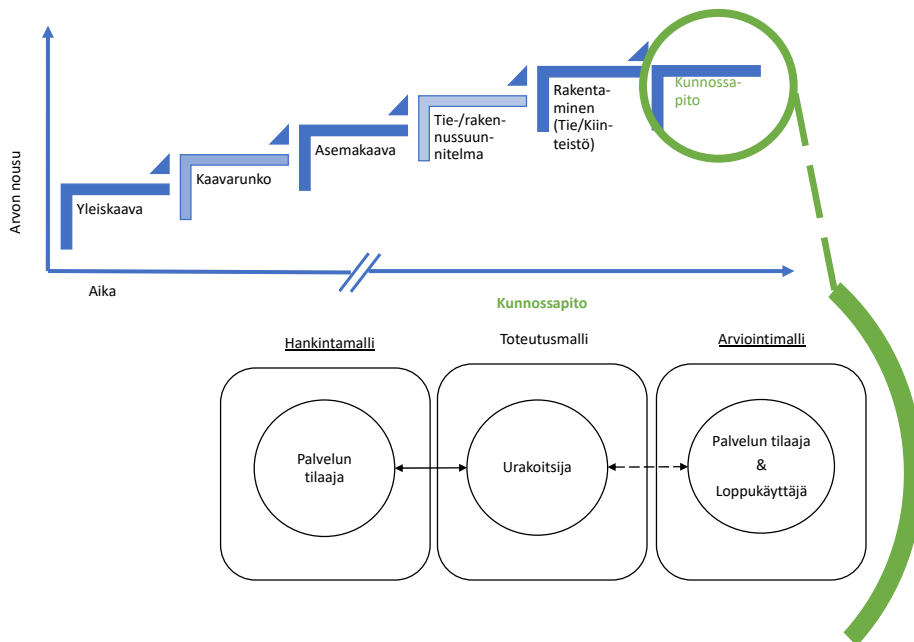 Arvon nousu
Yleiskaava
Kaavarunko
Asemakaava
Tie-/raken-
nussuun-
nitelma
Rakenta-
minen
(Tie/Kiin-
teistö)
Kunnossa-
pito
Aika
Kunnossapito
Hankintamalli
Toteutusmalli
Arviointimalli
Palvelun
tilaaja
Urakoitsija
Palvelun tilaaja
&
Loppukäyttäjä